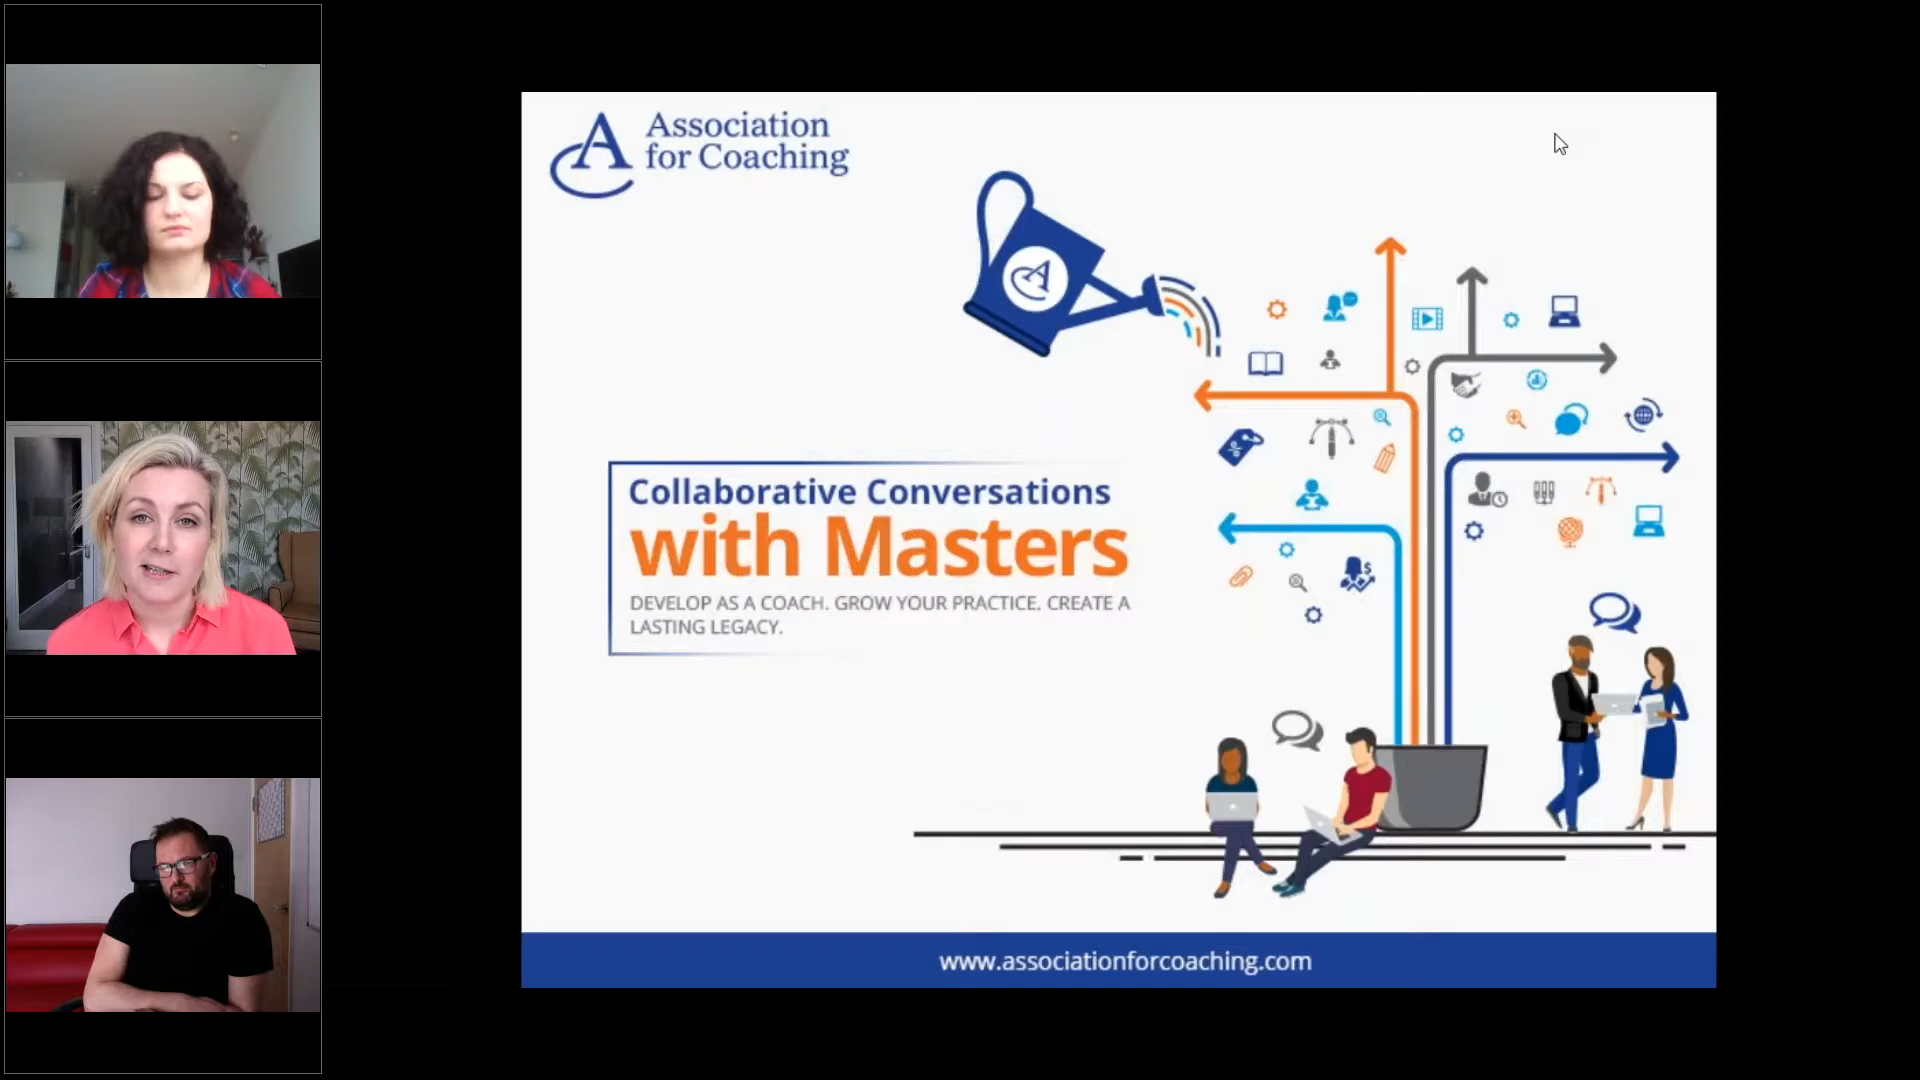 Association
for Coaching
Collaborative Conversations
with Masters
DEVELOP AS A COACH. GROW YOUR PRACTICE. CREATE A
LASTING LEGACY.
www.associationforcoaching.com